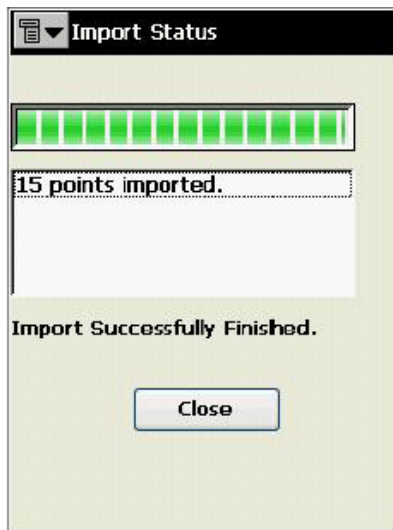 Import Status
15 points imported.
Import Successfully Finished.
Close